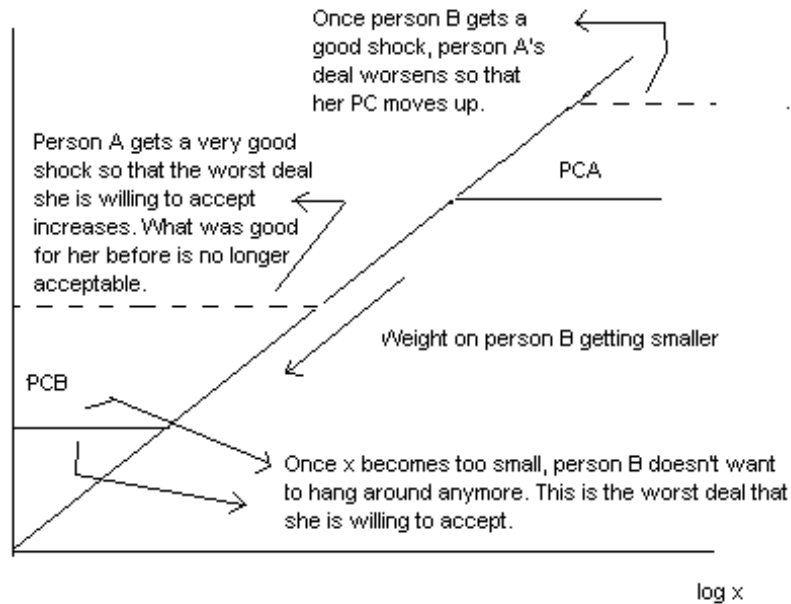 Once person B gets a
good shock, person A's
deal worsens so that
her PC moves up.
Person A gets a very good
shock so that the worst deal
she is willing to accept
increases. What was good
for her before is no longer
acceptable.
PCA
Weight on person B getting smaller
PCB
Once x becomes too small, person B doesn't want
to hang around anymore. This is the worst deal that
she is willing to accept.
log x